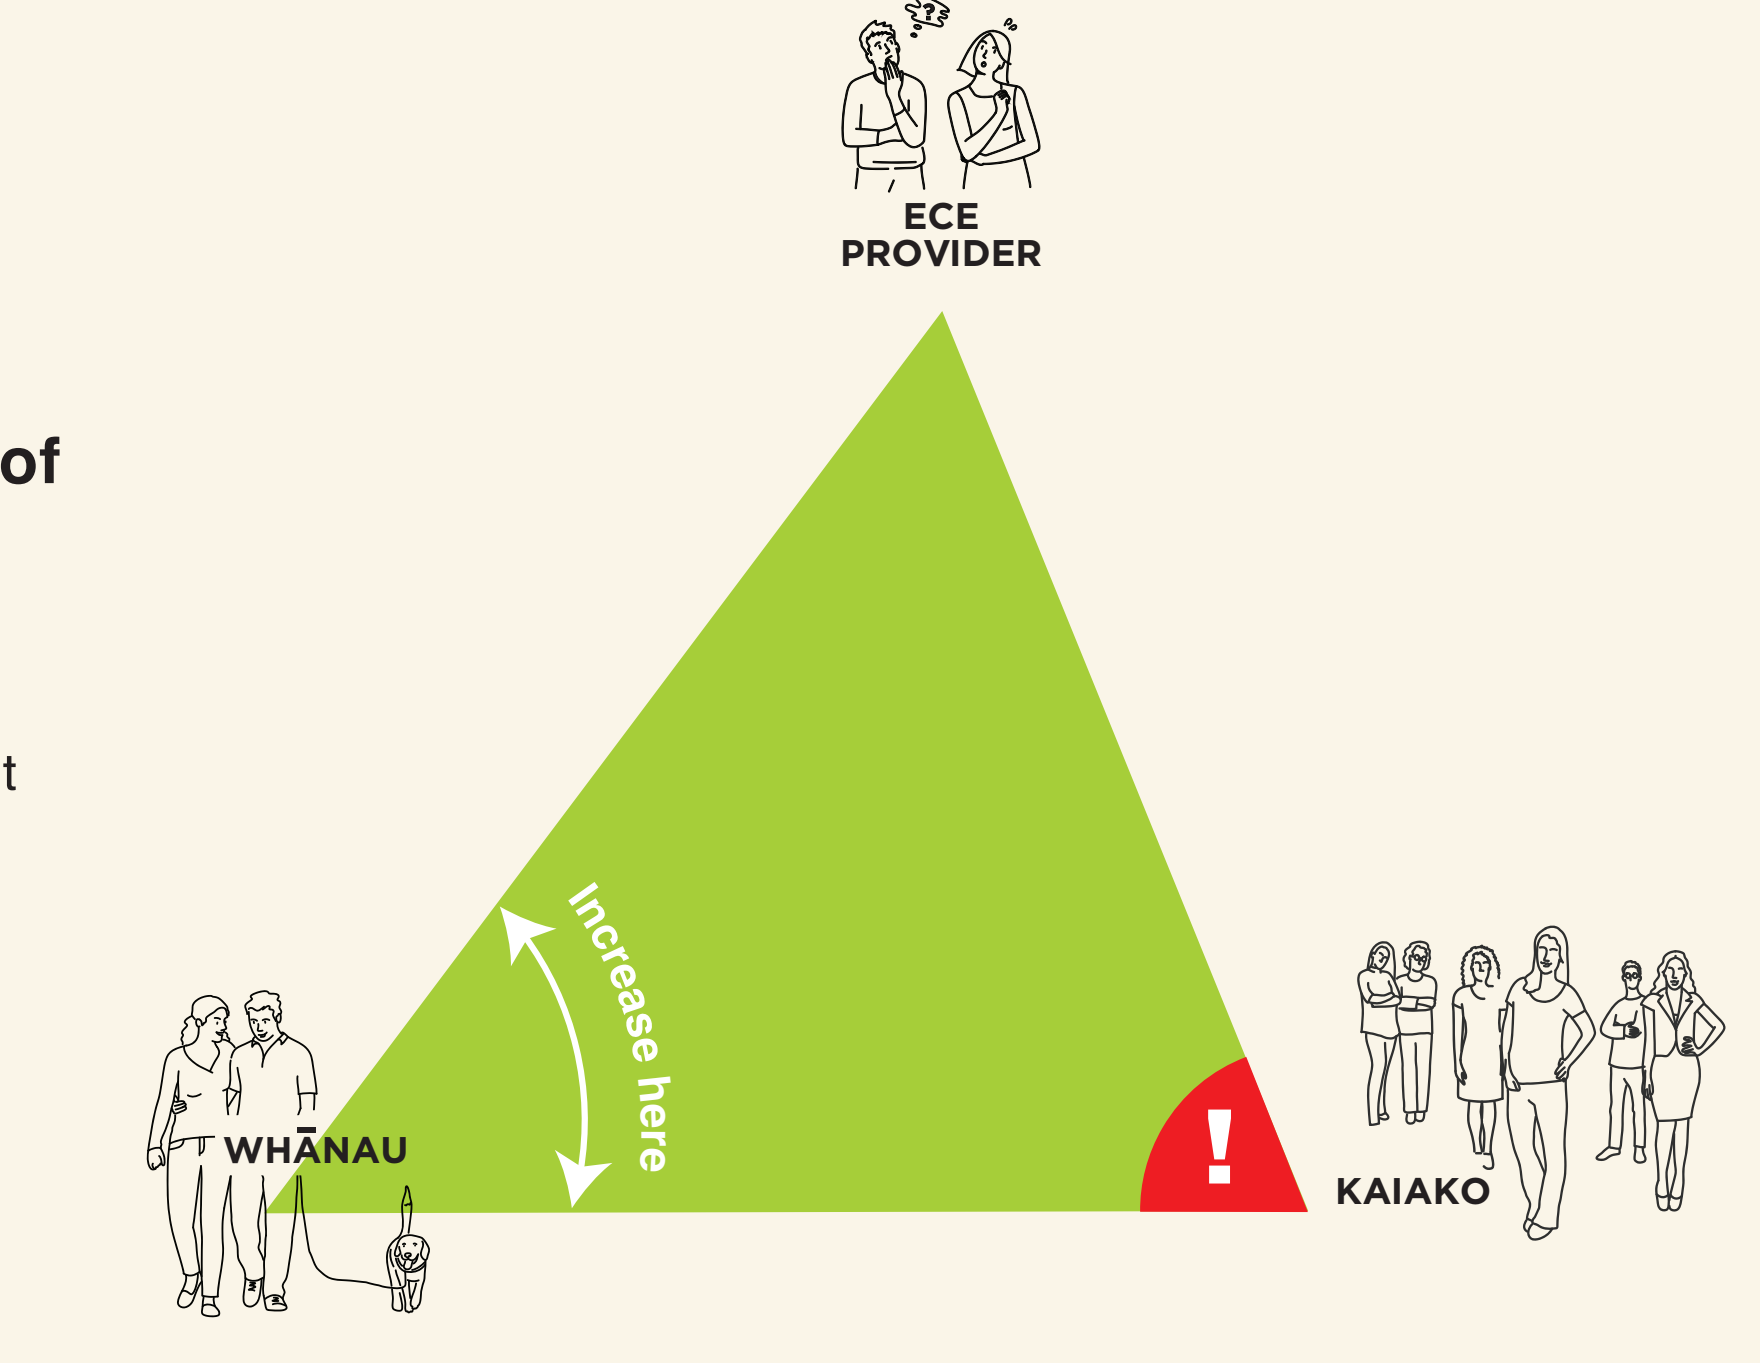 ?
ECE
PROVIDER
of
t
Increase here
WHĀNAU
!
KAIAKO